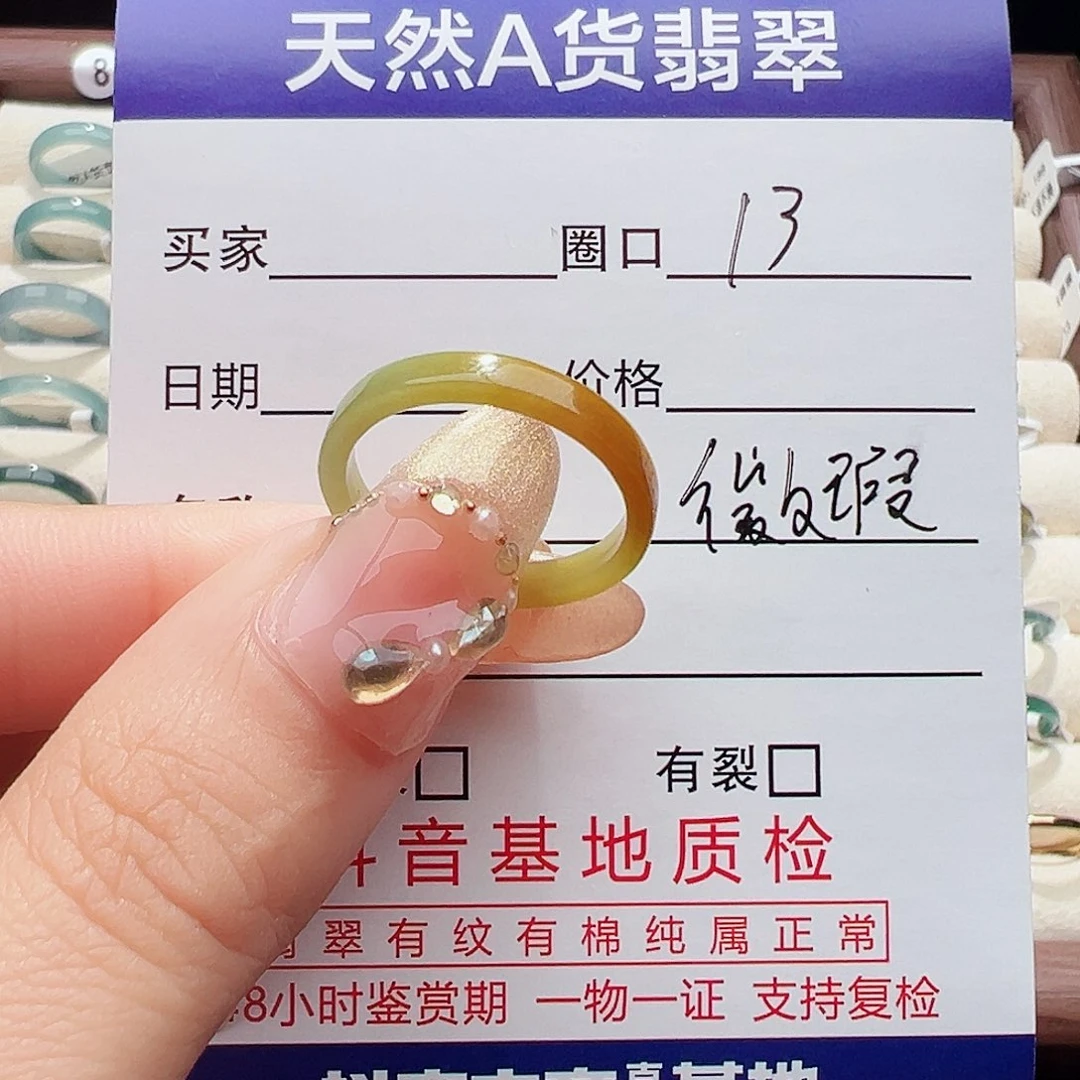 8
天然A货翡翠
买家 圈口 13
日期 价格
微瑕
有裂
音基地质检
翠有纹有棉纯属正常
8小时鉴赏期 一物一证 支持复检